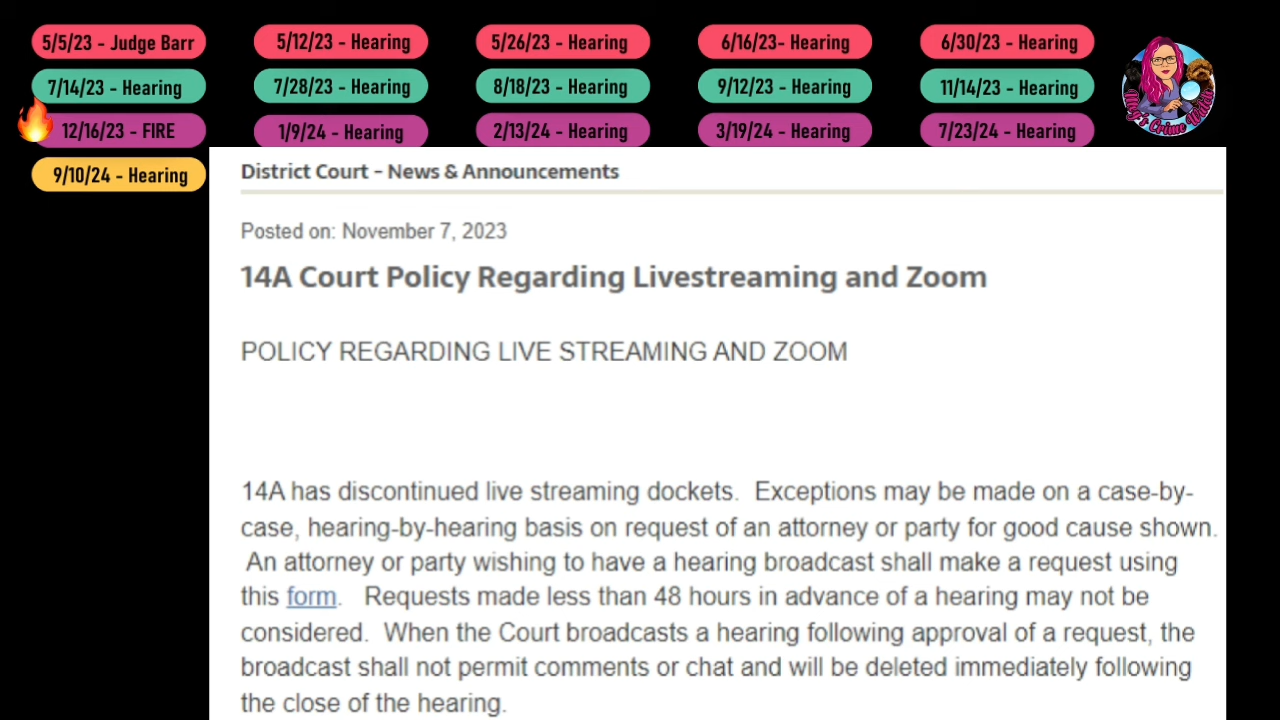 5/5/23 - Judge Barr
5/12/23 - Hearing
5/26/23 - Hearing
6/16/23- Hearing
6/30/23 - Hearing
7/14/23 - Hearing
7/28/23 - Hearing
8/18/23 - Hearing
9/12/23 - Hearing
11/14/23 - Hearing
12/16/23 - FIRE
1/9/24 - Hearing
2/13/24 - Hearing
3/19/24 - Hearing
7/23/24 - Hearing
9/10/24 - Hearing
District Court – News & Announcements
Posted on: November 7, 2023
14A Court Policy Regarding Livestreaming and Zoom
POLICY REGARDING LIVE STREAMING AND ZOOM
14A has discontinued live streaming dockets.  Exceptions may be made on a case-by-
case, hearing-by-hearing basis on request of an attorney or party for good cause shown.
An attorney or party wishing to have a hearing broadcast shall make a request using
this form.   Requests made less than 48 hours in advance of a hearing may not be
considered.  When the Court broadcasts a hearing following approval of a request, the
broadcast shall not permit comments or chat and will be deleted immediately following
the close of the hearing.